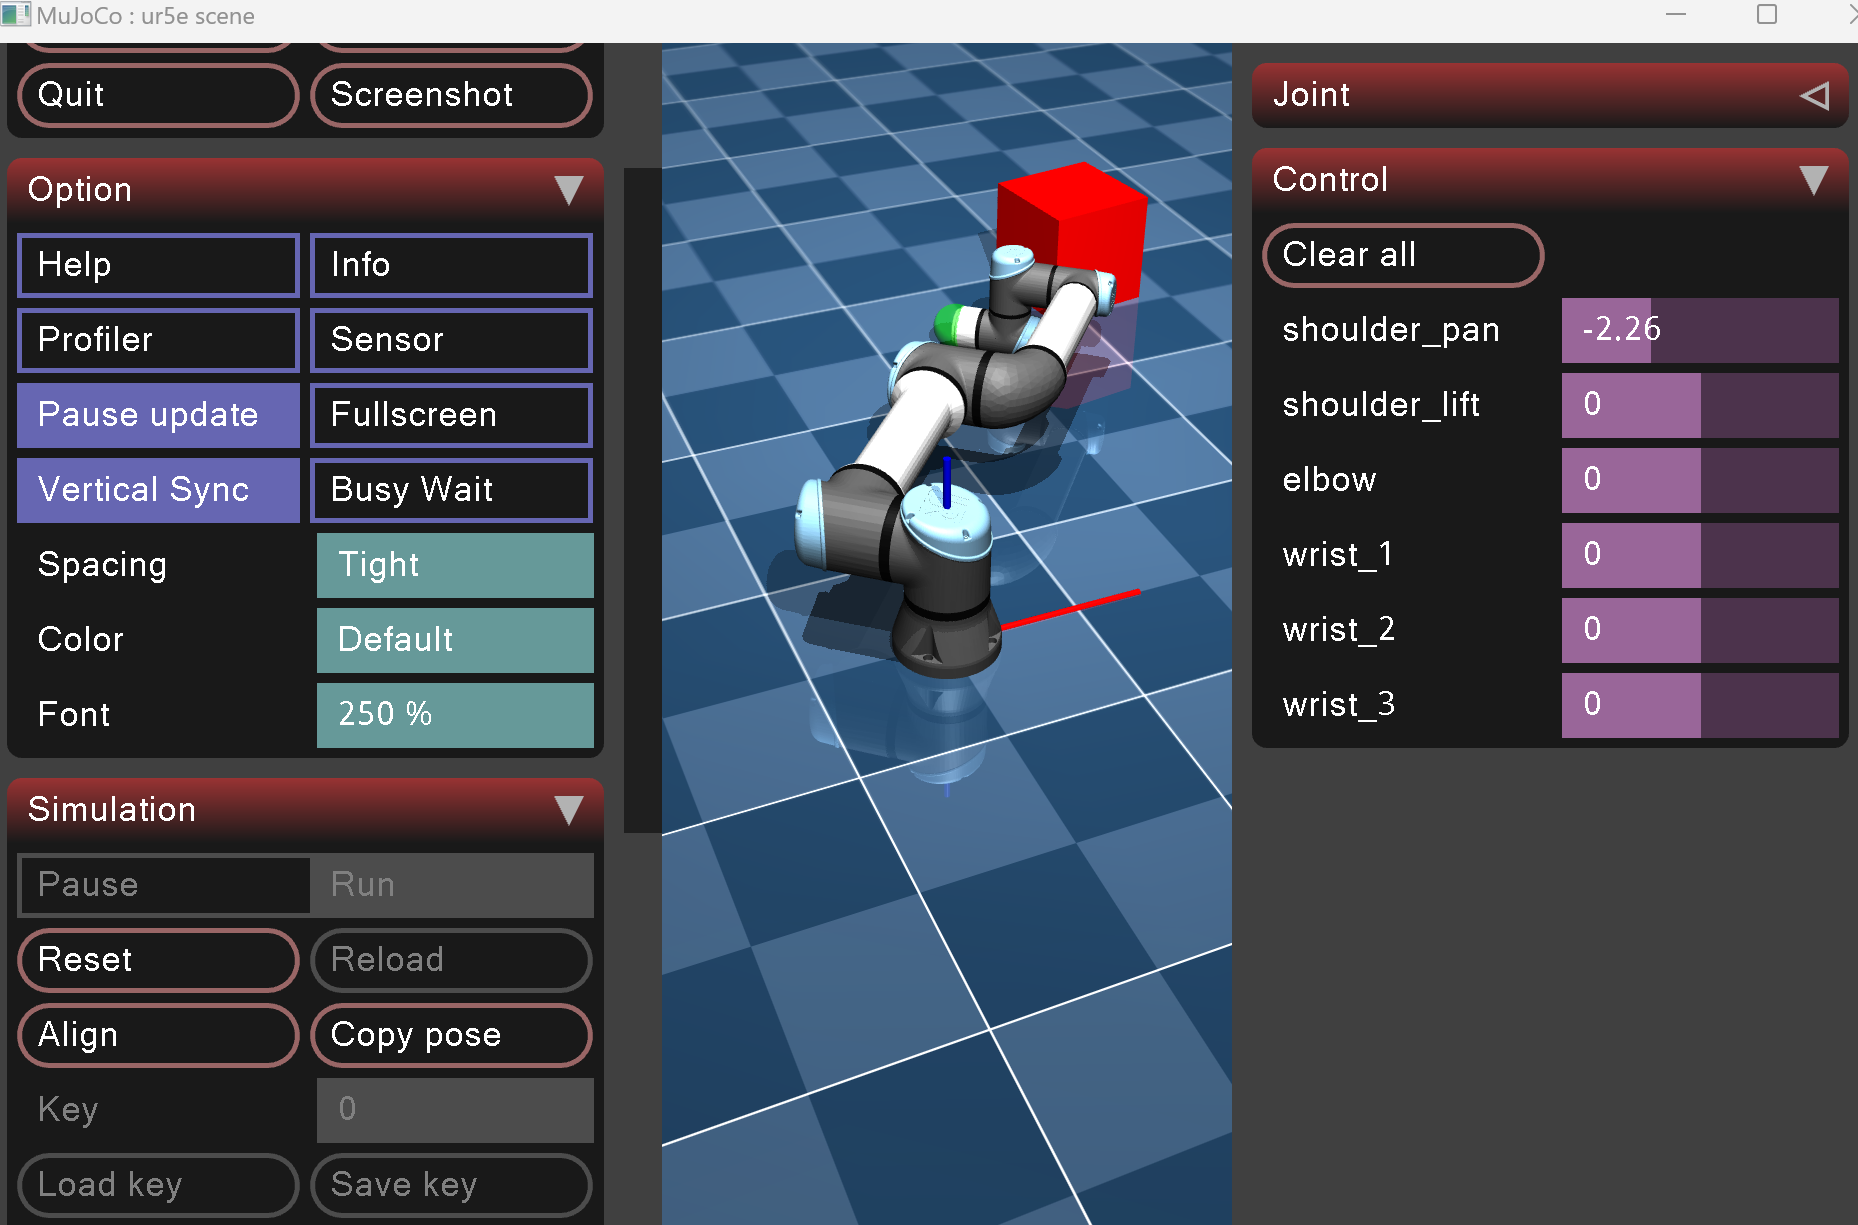 MuJoCo : ur5e scene
Quit Screenshot
Option
Help Info
Profiler Sensor
Pause update Fullscreen
Vertical Sync Busy Wait
Spacing Tight
Color Default
Font 250 %
Simulation
Pause Run
Reset Reload
Align Copy pose
Key 0
Load key Save key
Joint
Control
Clear all
shoulder_pan -2.26
shoulder_lift 0
elbow 0
wrist_1 0
wrist_2 0
wrist_3 0